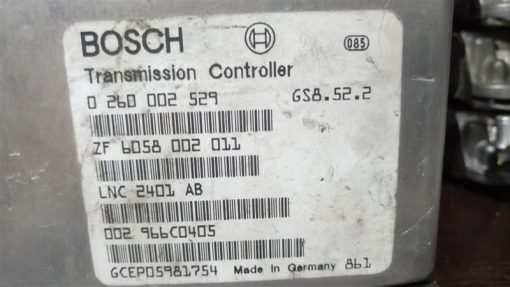 BOSCH
085
Transmission Controller
0 260 002 529 GS8.52.2
ZF 6058 002 011
LNC 2401 AB
002 966C0405
GCEP05981754 Made in Germany 861